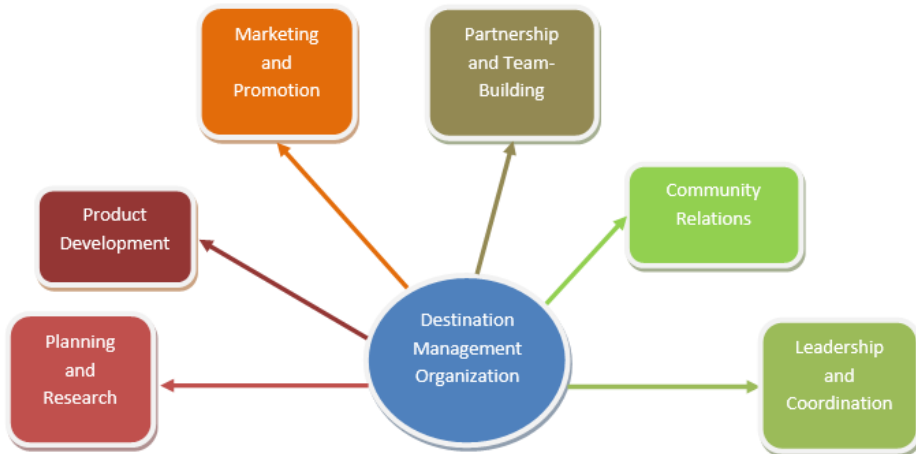 Marketing
and
Promotion
Partnership
and Team-
Building
Community
Relations
Product
Development
Destination
Management
Organization
Planning
and
Research
Leadership
and
Coordination